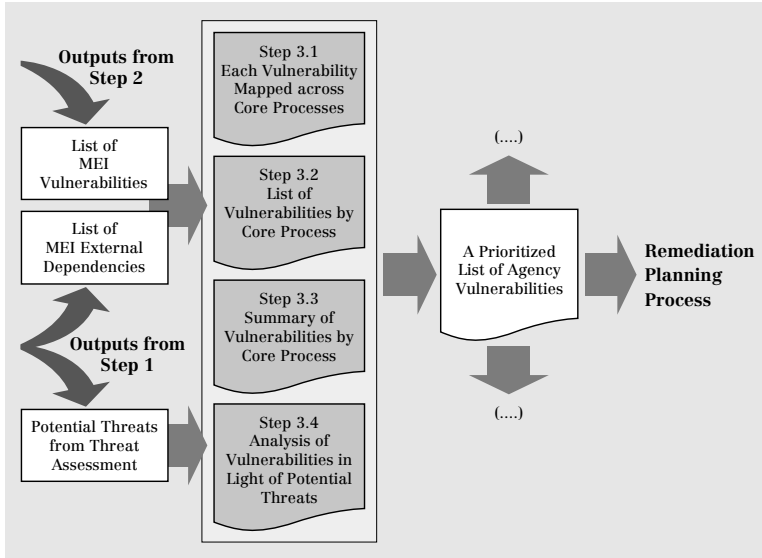 Outputs from
Step 2
List of
MEI
Vulnerabilities
List of
MEI External
Dependencies
Outputs from
Step 1
Potential Threats
from Threat
Assessment
Step 3.1
Each Vulnerability
Mapped across
Core Processes
Step 3.2
List of
Vulnerabilities by
Core Process
Step 3.3
Summary of
Vulnerabilities by
Core Process
Step 3.4
Analysis of
Vulnerabilities in
Light of Potential
Threats
(....)
A Prioritized
List of Agency
Vulnerabilities
(....)
Remediation
Planning
Process